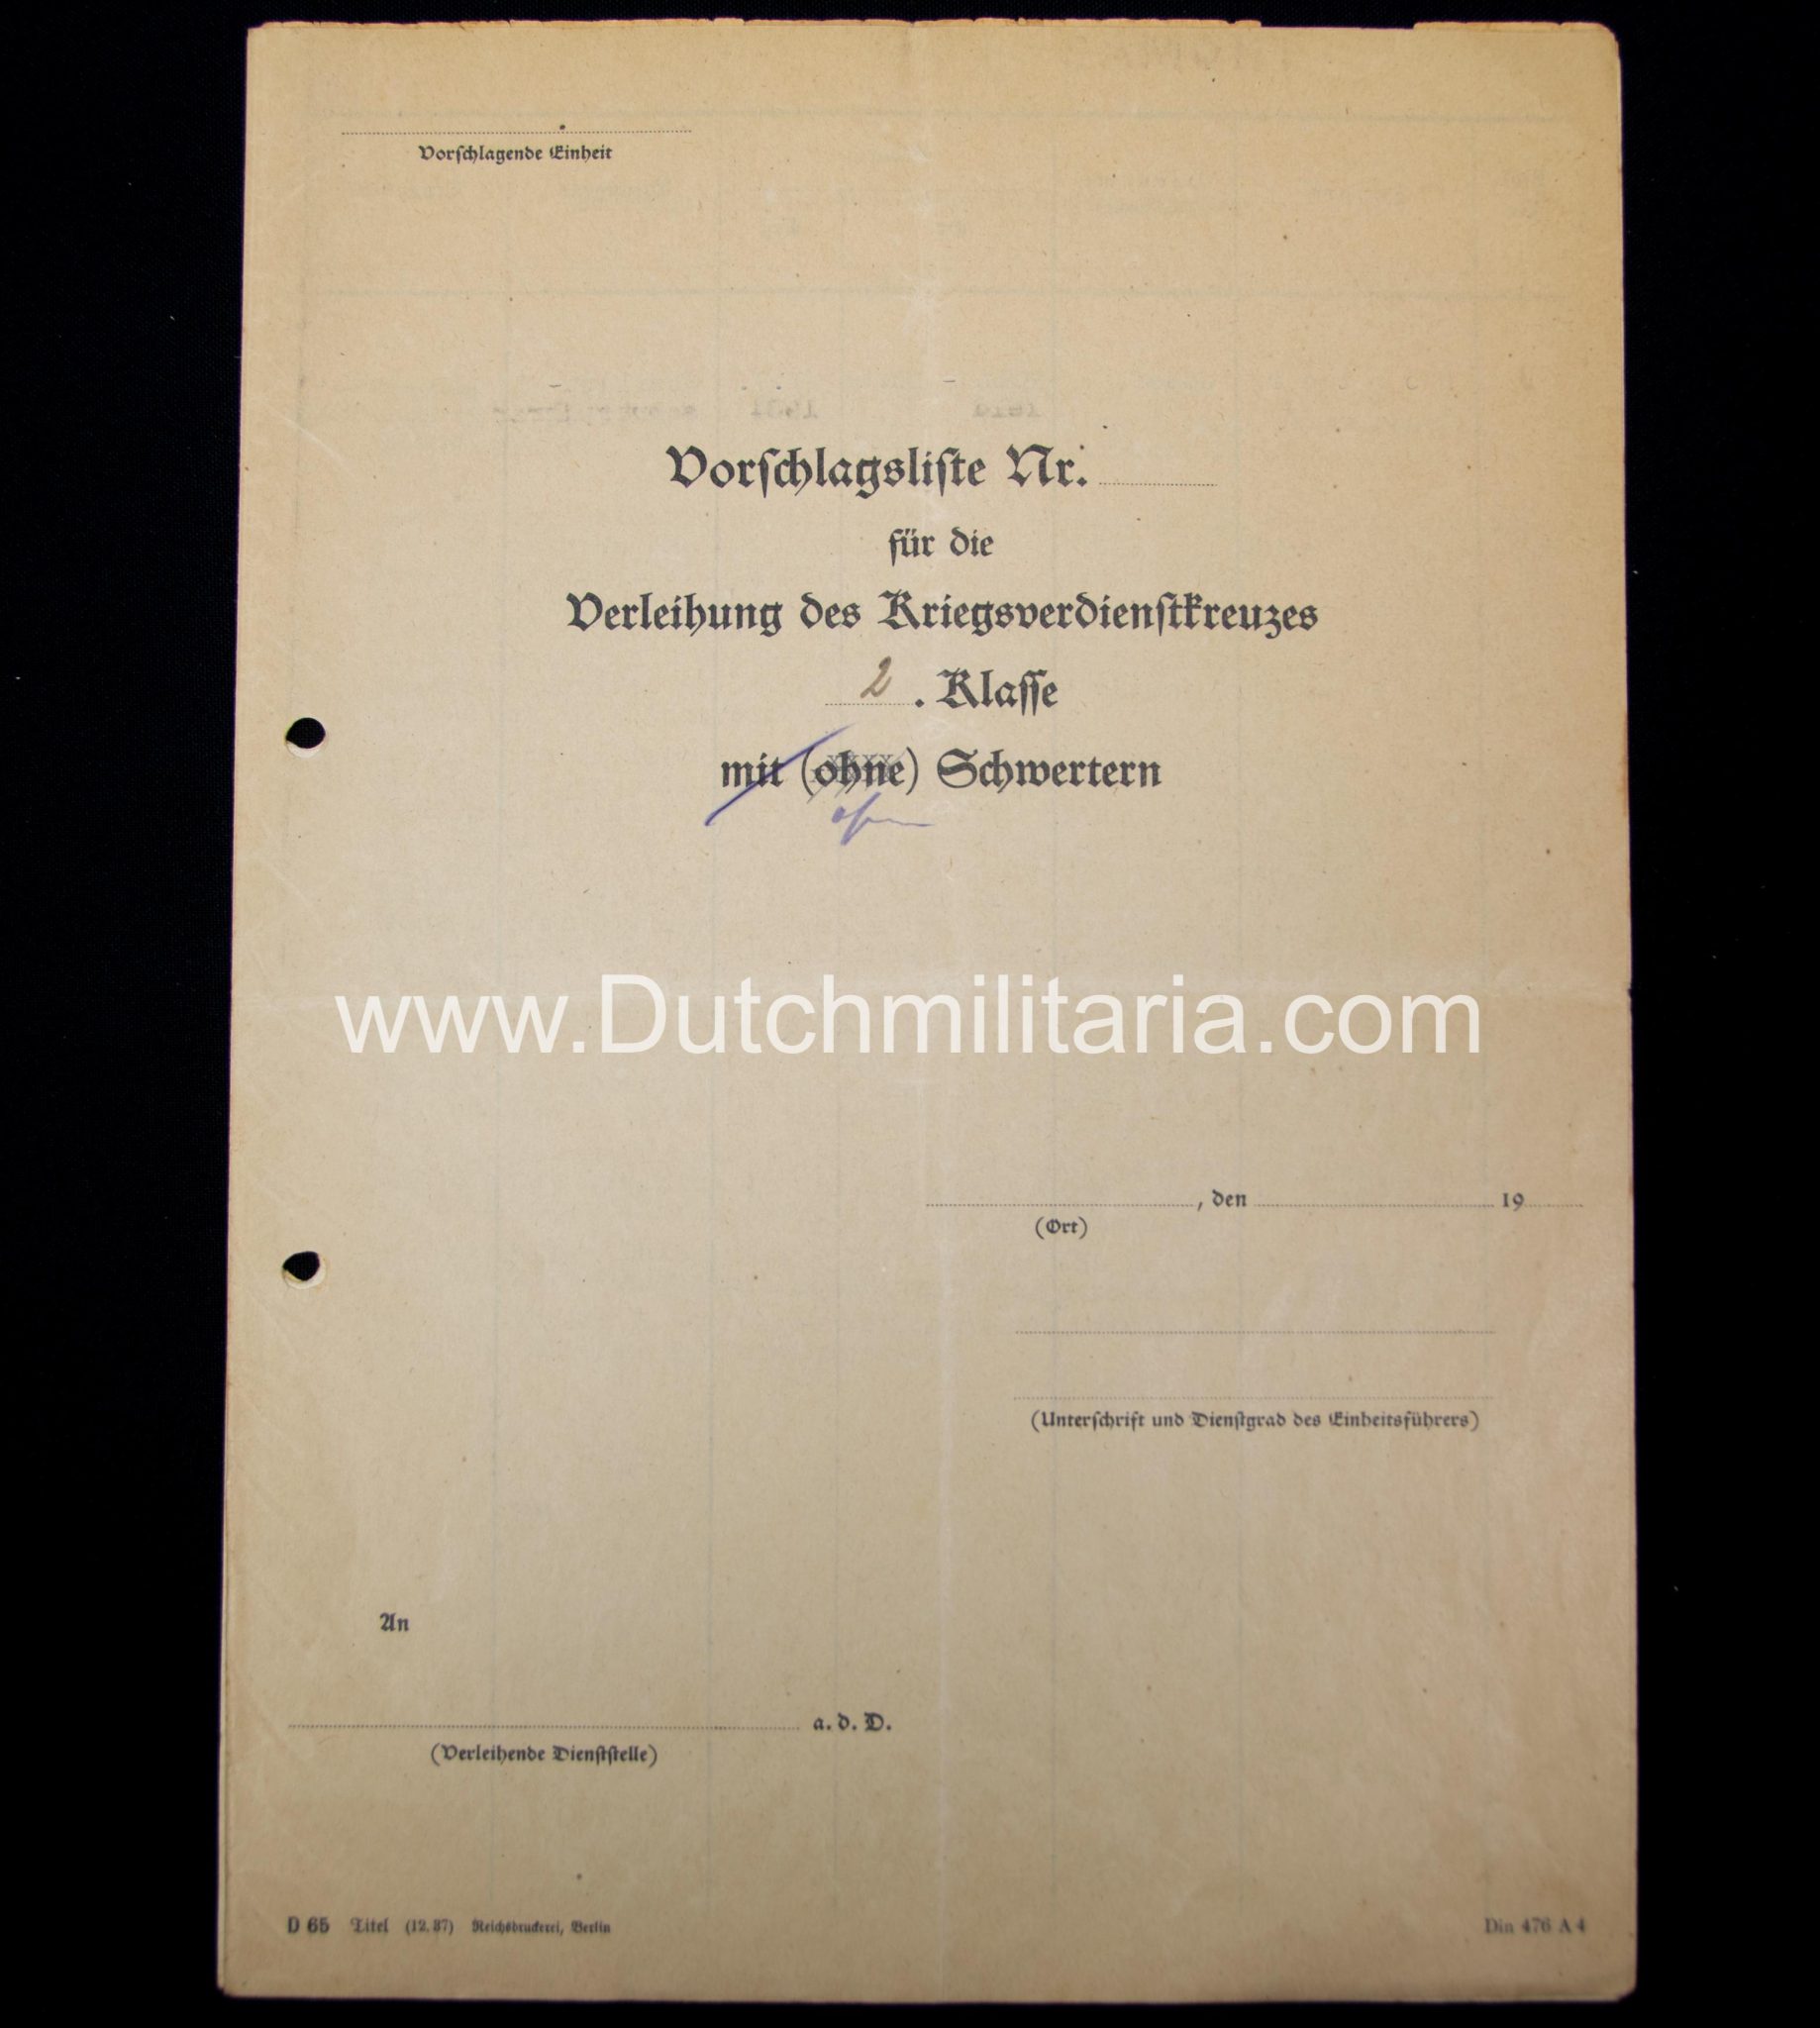 Vorschlagende Einheit
Vorschlagsliste Nr.
für die
Verleihung des Kriegsverdienstkreuzes
2. Klasse
mit (ohne) Schwertern
ohne
www.Dutchmilitaria.com
, den 19
(Ort)
(Unterschrift und Dienstgrad des Einheitsführers)
An
a. d. D.
(Verleihende Dienststelle)
D 65 Titel (12. 37) Reichsdruckerei, Berlin
Din 476 A 4